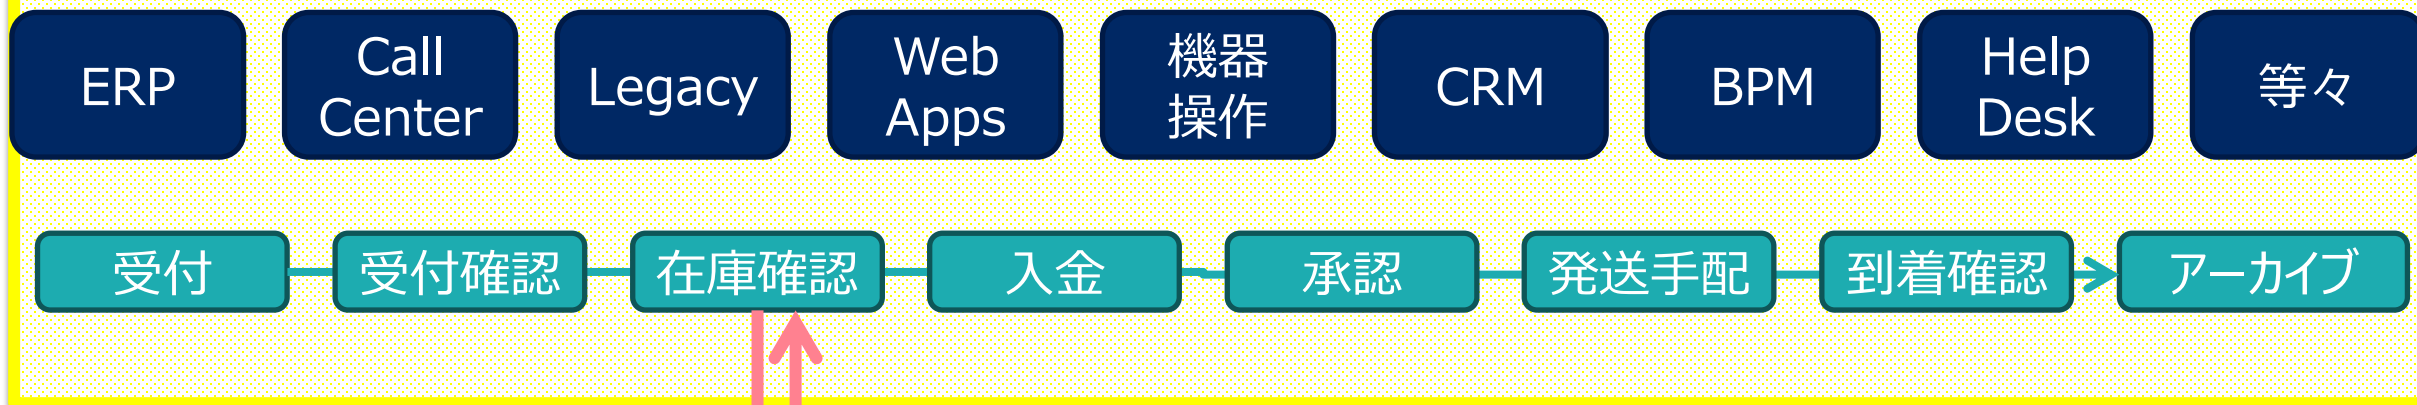 ERP
Call
Center
Legacy
Web
Apps
機器
操作
CRM
BPM
Help
Desk
等々
受付
受付確認
在庫確認
入金
承認
発送手配
到着確認
アーカイブ